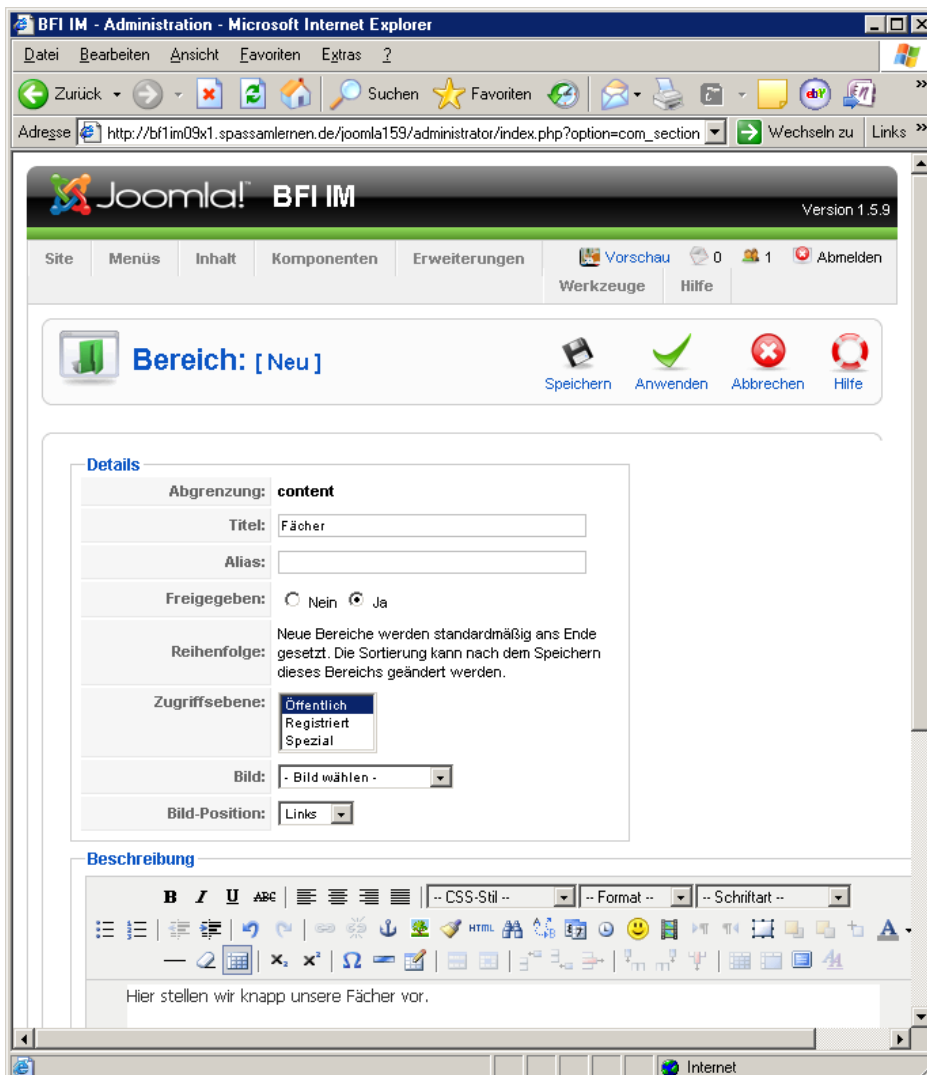 BFI IM - Administration - Microsoft Internet Explorer
Datei Bearbeiten Ansicht Favoriten Extras ?
Zurück Suchen Favoriten
Adresse http://bf1im09x1.spassamlernen.de/joomla159/administrator/index.php?option=com_section Wechseln zu Links
Joomla! BFI IM
Version 1.5.9
Site Menüs Inhalt Komponenten Erweiterungen Vorschau 0 1 Abmelden
Werkzeuge Hilfe
Bereich: [ Neu ]
Speichern Anwenden Abbrechen Hilfe
Details
Abgrenzung: content
Titel: Fächer
Alias:
Freigegeben: Nein Ja
Neue Bereiche werden standardmäßig ans Ende
Reihenfolge: gesetzt. Die Sortierung kann nach dem Speichern
dieses Bereichs geändert werden.
Zugriffsebene: Öffentlich
Registriert
Spezial
Bild: - Bild wählen -
Bild-Position: Links
Beschreibung
B I U ABC -- CSS-Stil -- -- Format -- -- Schriftart --
HTML A
x₂ x² Ω
Hier stellen wir knapp unsere Fächer vor.
Internet